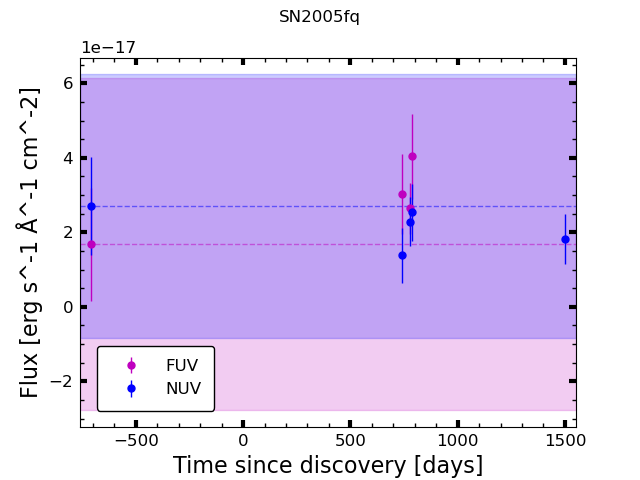 SN2005fq
1e−17
6
4
2
0
−2
Flux [erg s^-1 Å^-1 cm^-2]
FUV
NUV
−500
0
500
1000
1500
Time since discovery [days]